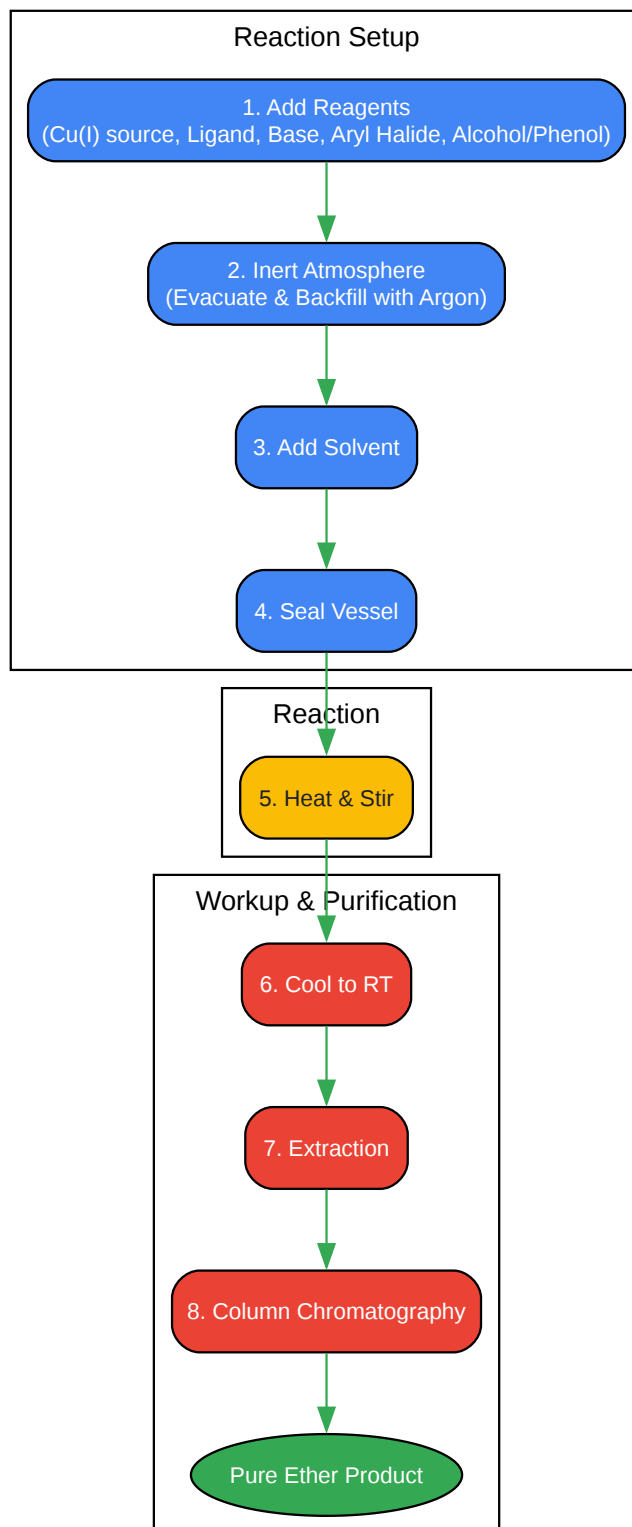 Reaction Setup
1. Add Reagents
(Cu(I) source, Ligand, Base, Aryl Halide, Alcohol/Phenol)
2. Inert Atmosphere
(Evacuate & Backfill with Argon)
3. Add Solvent
4. Seal Vessel
Reaction
5. Heat & Stir
Workup & Purification
6. Cool to RT
7. Extraction
8. Column Chromatography
Pure Ether Product